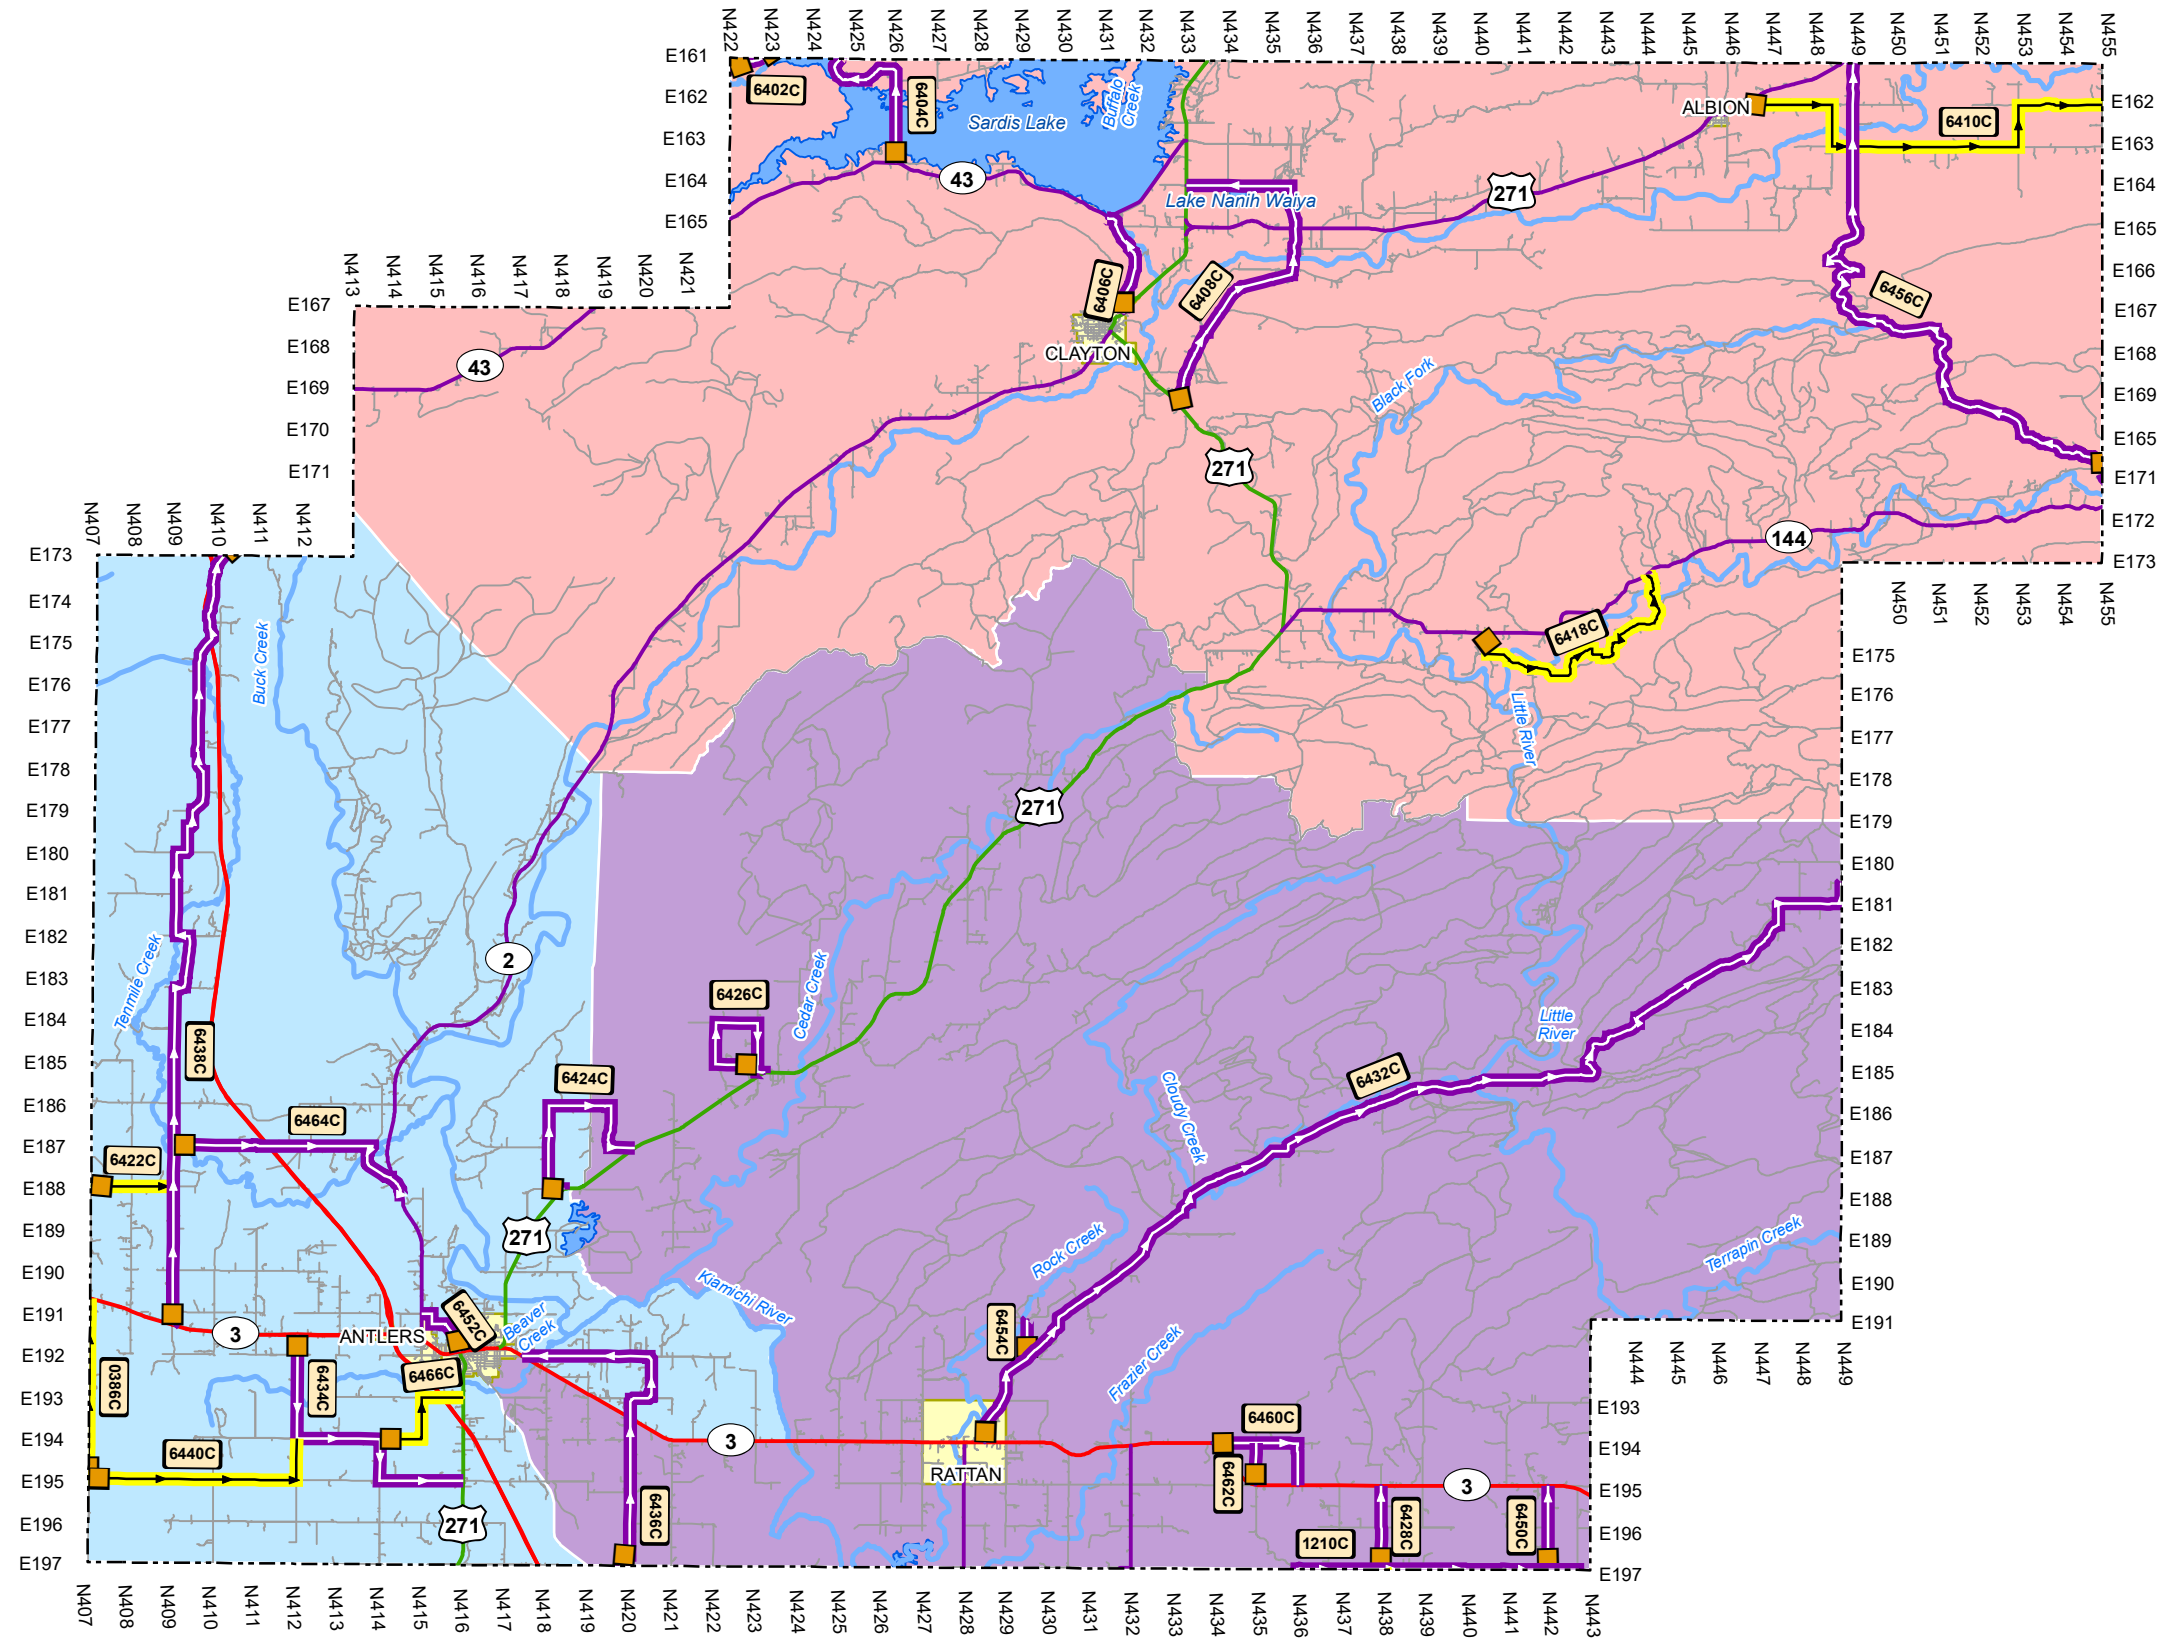 N422 N423 N424 N425 N426 N427 N428 N429 N430 N431 N432 N433 N434 N435 N436 N437 N438 N439 N440 N441 N442 N443 N444 N445 N446 N447 N448 N449 N450 N451 N452 N453 N454 N455
E161
E162
E163
E164
E165
E162
E163
E164
E165
E166
E167
E168
E169
E165
E171
E172
E173
6402C
6404C
Sardis Lake
Buffalo
Creek
ALBION
6410C
43
271
Lake Nanih Waiya
N413 N414 N415 N416 N417 N418 N419 N420 N421
E167
E168
E169
E170
E171
6406C
6408C
6456C
43
CLAYTON
Black Fork
271
144
N407 N408 N409 N410 N411 N412
E173
E174
E175
E176
E177
E178
E179
E180
E181
E182
E183
E184
E185
E186
E187
E188
E189
E190
E191
E192
E193
E194
E195
E196
E197
N450 N451 N452 N453 N454 N455
E175
E176
E177
E178
E179
E180
E181
E182
E183
E184
E185
E186
E187
E188
E189
E190
E191
Buck Creek
6418C
Little River
271
2
Tenmile Creek
Cedar Creek
6426C
Little
River
6438C
6424C
6432C
Cloudy Creek
6464C
6422C
271
Rock Creek
Terrapin Creek
Kiamichi River
Beaver
Creek
6452C
3
ANTLERS
6454C
Frazier Creek
N444 N445 N446 N447 N448 N449
E193
E194
E195
E196
E197
0386C
6434C
6466C
6440C
3
RATTAN
6460C
6462C
3
271
6436C
1210C
6428C
6450C
N407 N408 N409 N410 N411 N412 N413 N414 N415 N416 N417 N418 N419 N420 N421 N422 N423 N424 N425 N426 N427 N428 N429 N430 N431 N432 N433 N434 N435 N436 N437 N438 N439 N440 N441 N442 N443